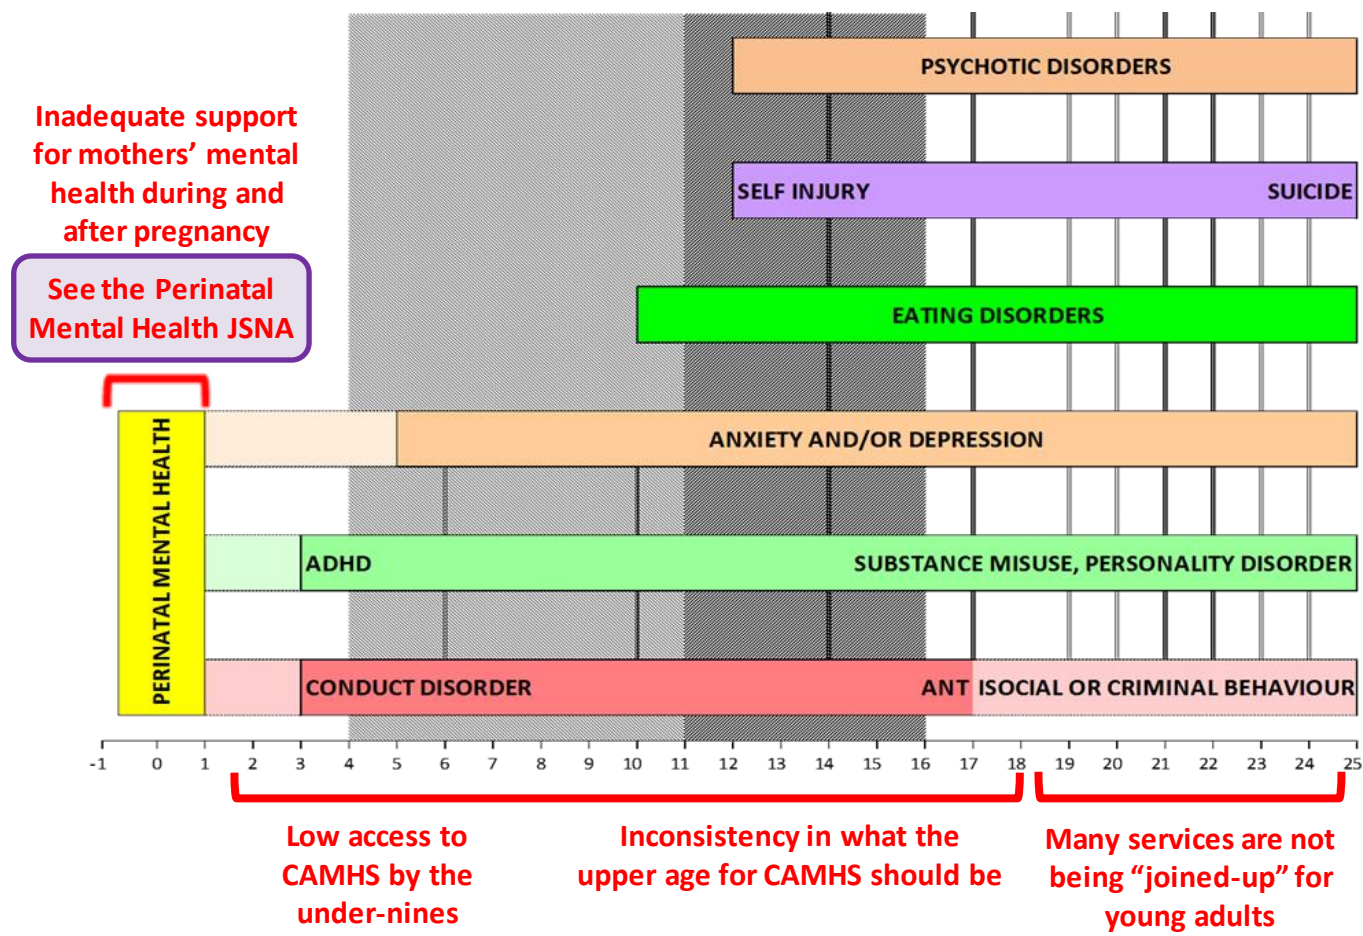 PSYCHOTIC DISORDERS
Inadequate support
for mothers’ mental
health during and
after pregnancy
SELF INJURY
SUICIDE
See the Perinatal
Mental Health JSNA
EATING DISORDERS
PERINATAL MENTAL HEALTH
ANXIETY AND/OR DEPRESSION
ADHD
SUBSTANCE MISUSE, PERSONALITY DISORDER
CONDUCT DISORDER
ANT ISOCIAL OR CRIMINAL BEHAVIOUR
-1 0 1 2 3 4 5 6 7 8 9 10 11 12 13 14 15 16 17 18 19 20 21 22 23 24 25
Low access to
CAMHS by the
under-nines
Inconsistency in what the
upper age for CAMHS should be
Many services are not
being “joined-up” for
young adults